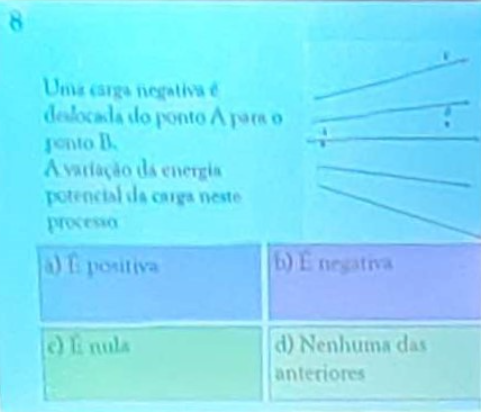 8
Uma carga negativa é
deslocada do ponto A para o
ponto B.
A variação da energia
potencial da carga neste
processo
a) É positiva
b) É negativa
c) É nula
d) Nenhuma das
anteriores